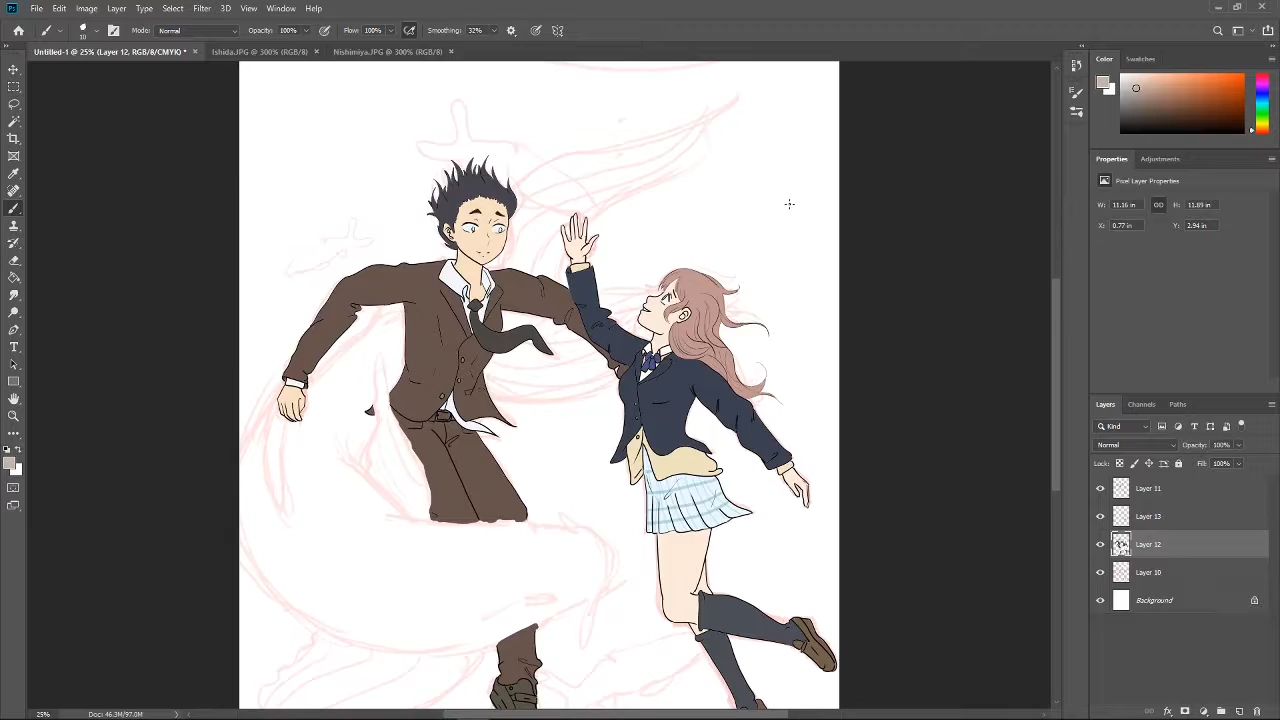 Ps File Edit Image Layer Type Select Filter 3D View Window Help
10 Mode: Normal Opacity: 100% Flow: 100% Smoothing: 32%
Untitled-1 @ 25% (Layer 12, RGB/8/CMYK) * × Ishida.JPG @ 300% (RGB/8) × Nishimiya.JPG @ 300% (RGB/8) ×
Color Swatches
Properties Adjustments
Pixel Layer Properties
W: 11.16 in H: 11.89 in
X: 0.77 in Y: 2.94 in
Layers Channels Paths
Kind
Normal Opacity: 100%
Lock: Fill: 100%
Layer 11
Layer 13
Layer 12
Layer 10
Background
25% Doc: 46.3M/97.0M